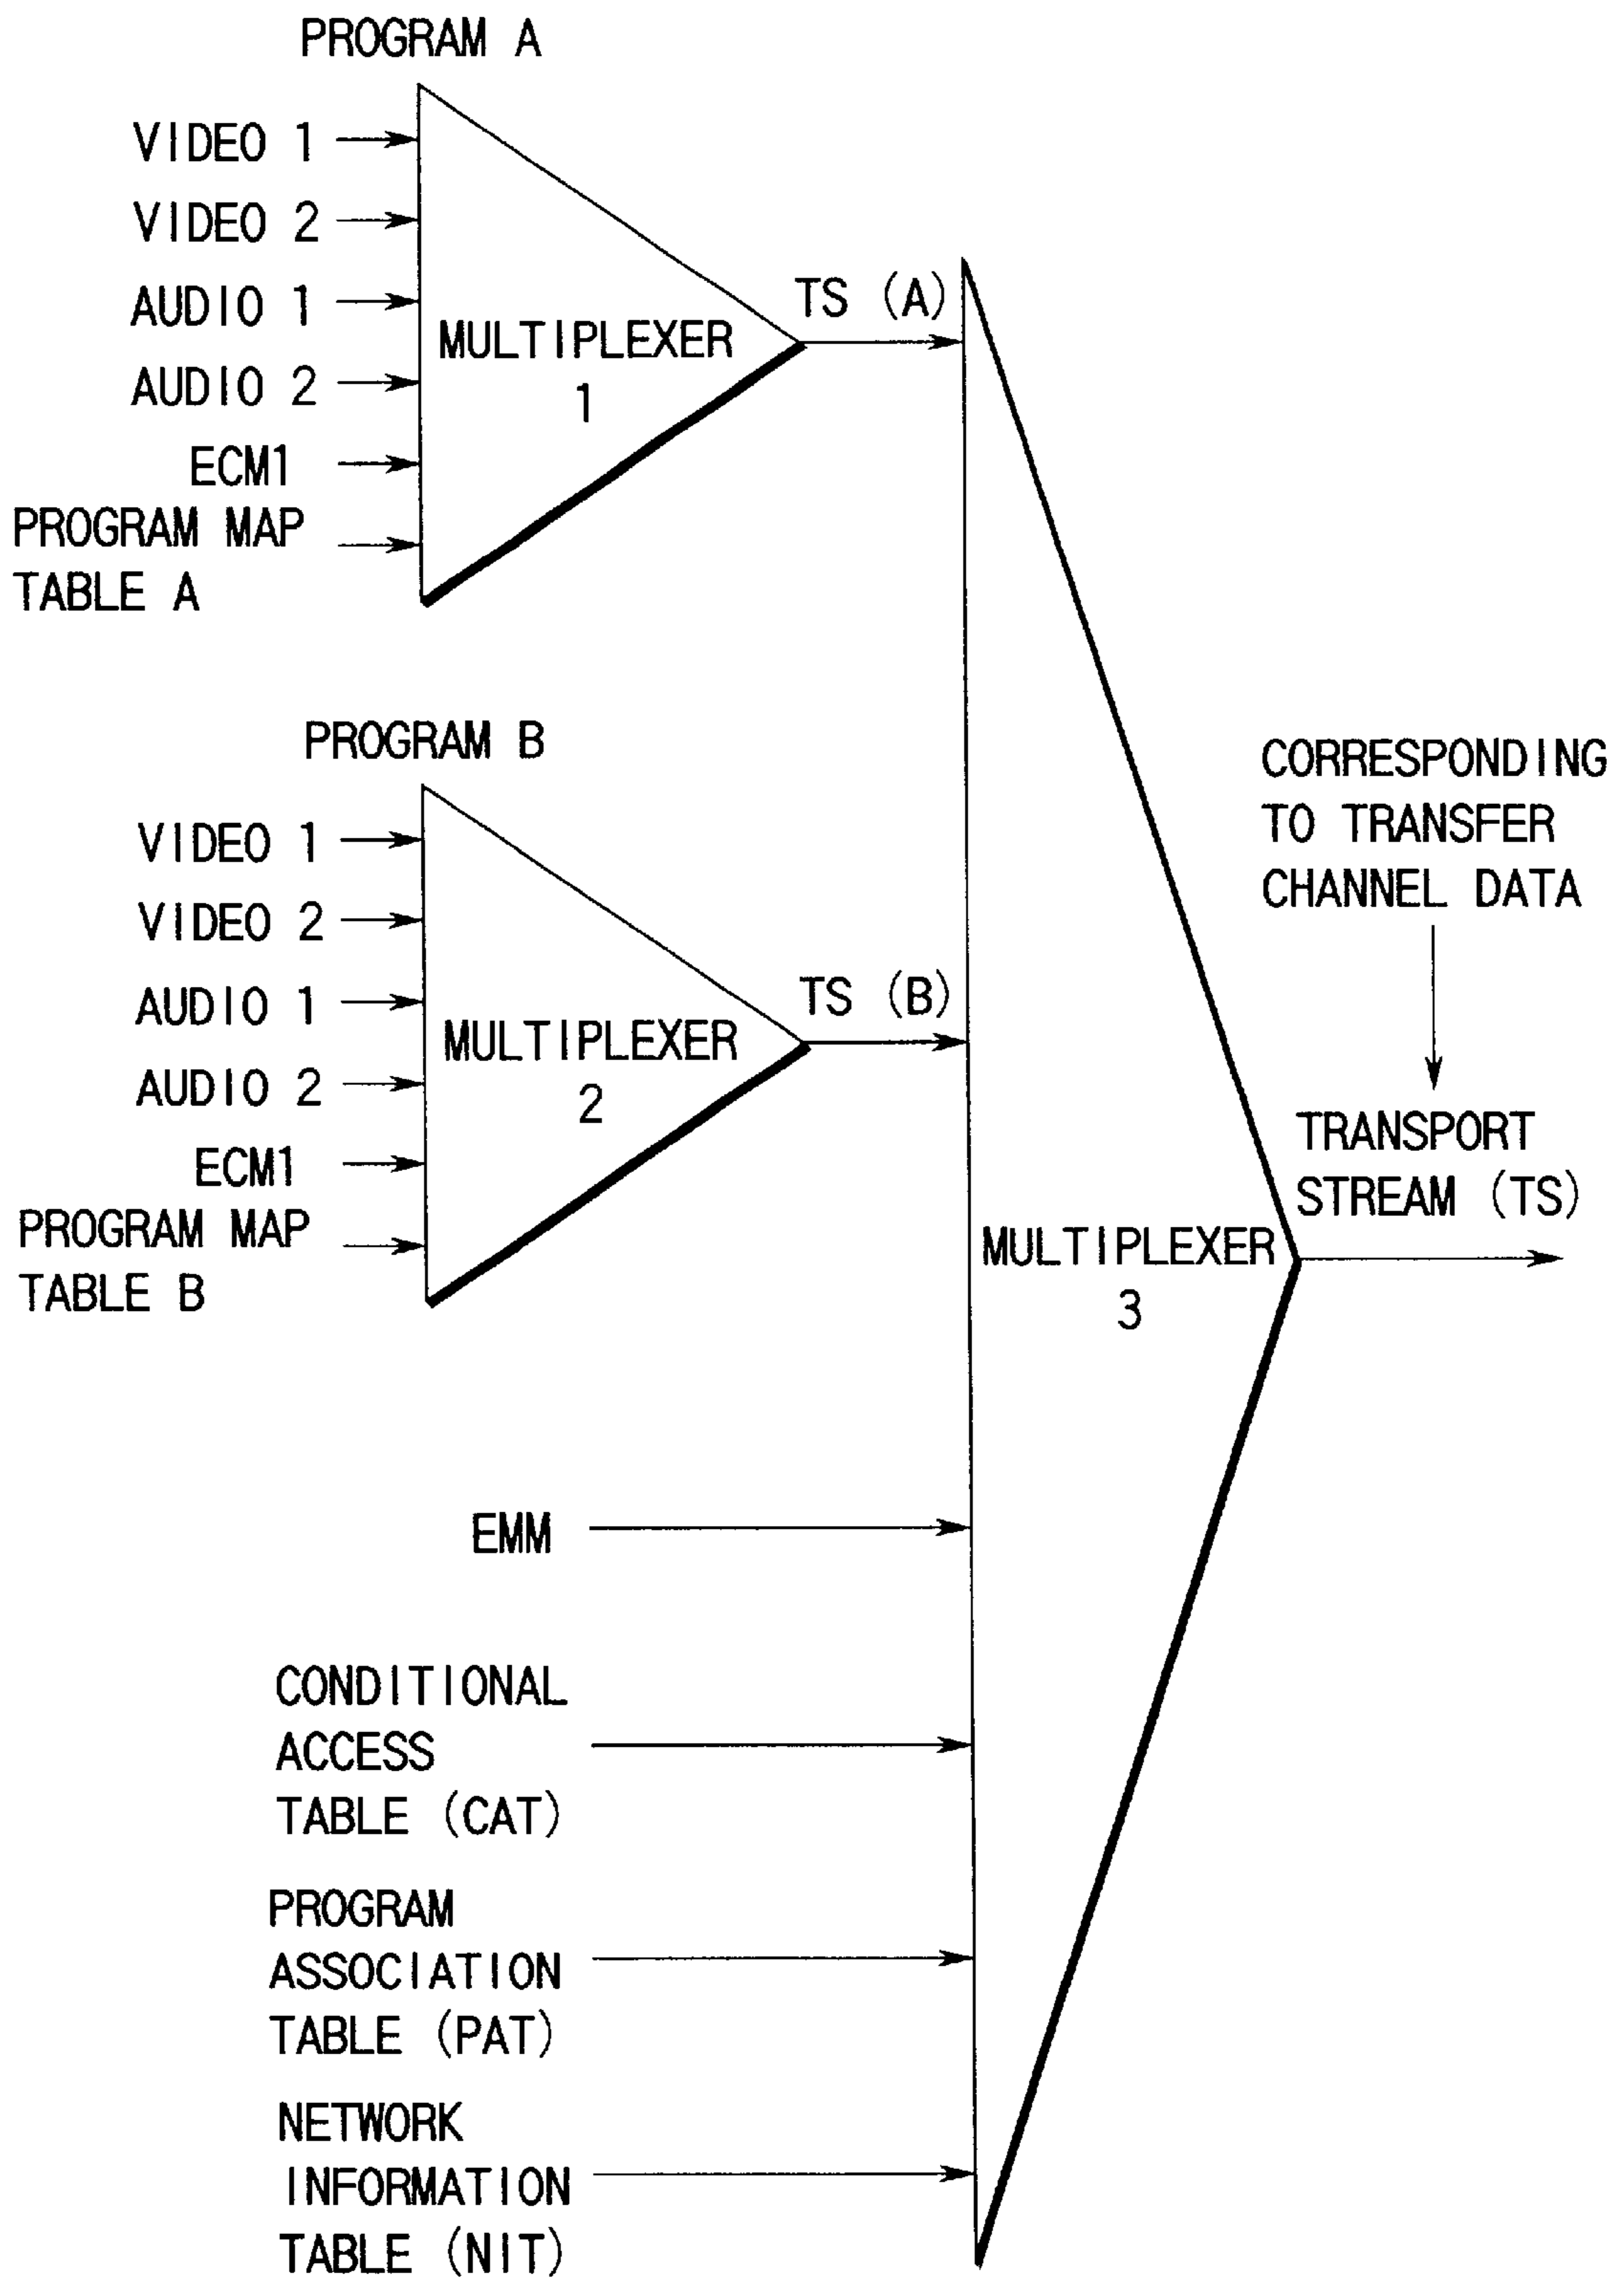 PROGRAM A
VIDEO 1
VIDEO 2
AUDIO 1
AUDIO 2
ECM1
PROGRAM MAP
TABLE A
MULTIPLEXER
1
TS (A)
PROGRAM B
VIDEO 1
VIDEO 2
AUDIO 1
AUDIO 2
ECM1
PROGRAM MAP
TABLE B
MULTIPLEXER
2
TS (B)
EMM
CONDITIONAL
ACCESS
TABLE (CAT)
PROGRAM
ASSOCIATION
TABLE (PAT)
NETWORK
INFORMATION
TABLE (NIT)
MULTIPLEXER
3
CORRESPONDING
TO TRANSFER
CHANNEL DATA
TRANSPORT
STREAM (TS)